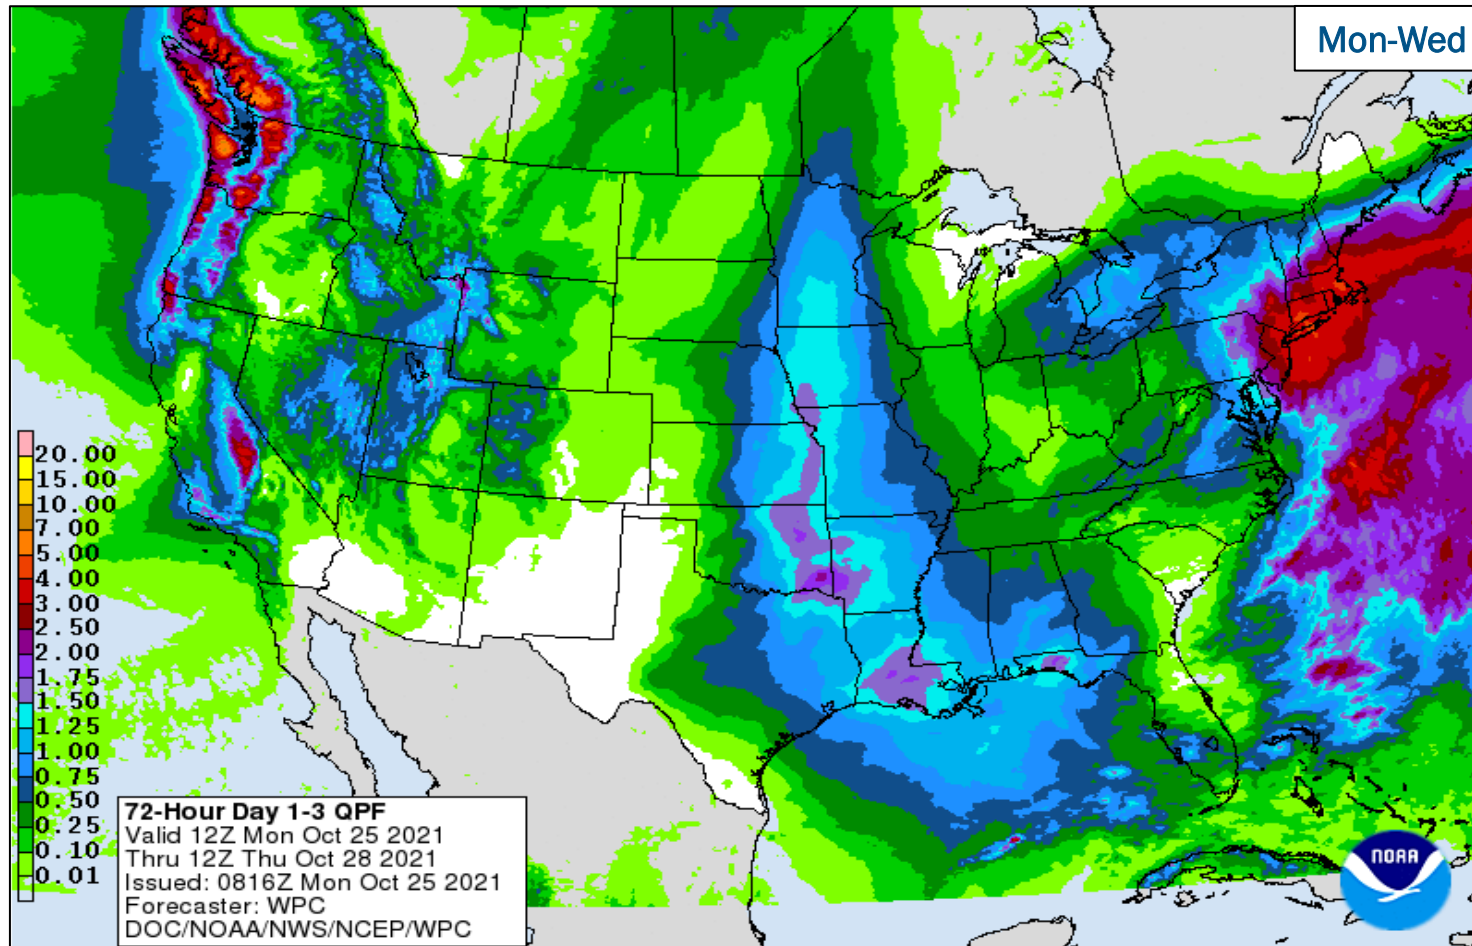 Mon-Wed
20.00
15.00
10.00
7.00
5.00
4.00
3.00
2.50
2.00
1.75
1.50
1.25
1.00
0.75
0.50
0.25
0.10
0.01
72-Hour Day 1-3 QPF
Valid 12Z Mon Oct 25 2021
Thru 12Z Thu Oct 28 2021
Issued: 0816Z Mon Oct 25 2021
Forecaster: WPC
DOC/NOAA/NWS/NCEP/WPC
NOAA